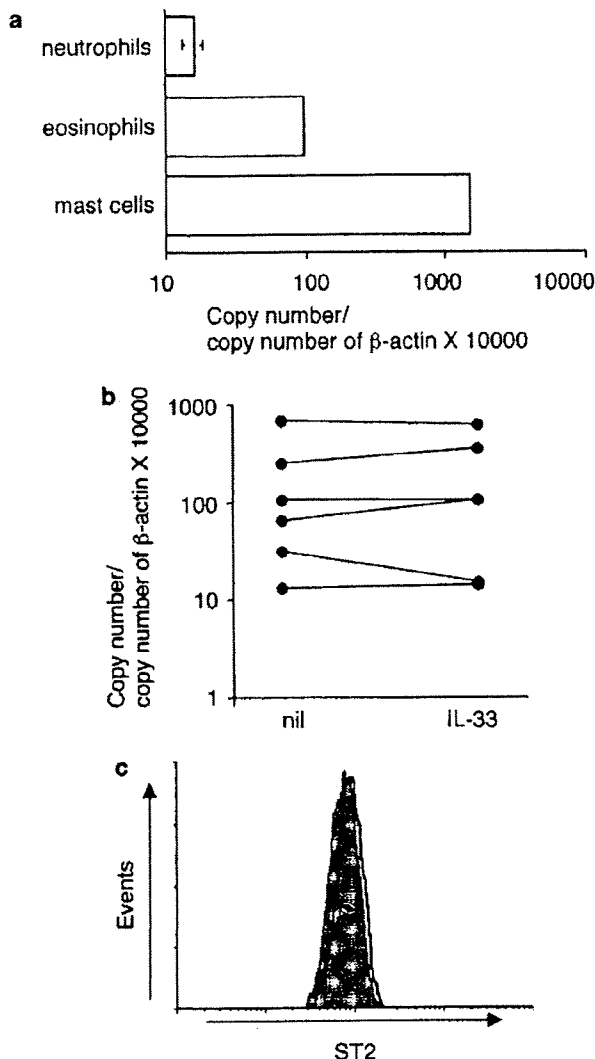 a
neutrophils
eosinophils
mast cells
10 100 1000 10000
Copy number/
copy number of β-actin X 10000
b
Copy number/
copy number of β-actin X 10000
1000
100
10
1
nil IL-33
c
Events
ST2